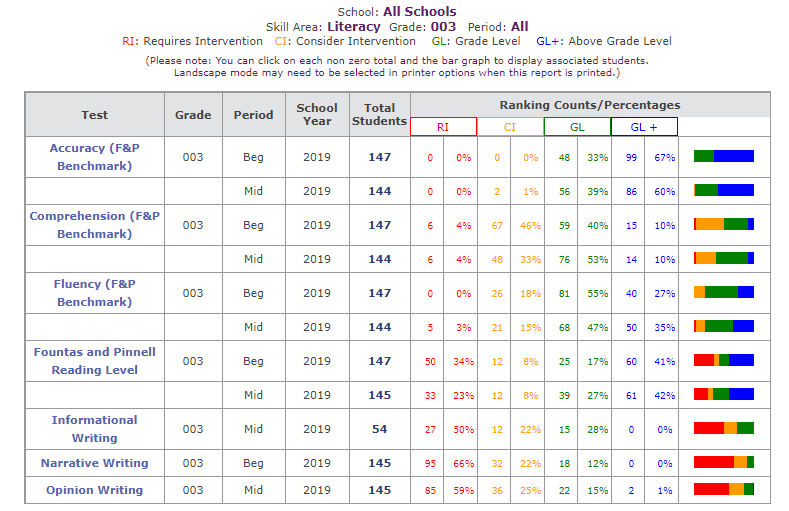 School: All Schools
Skill Area: Literacy Grade: 003 Period: All
RI: Requires Intervention CI: Consider Intervention GL: Grade Level GL+: Above Grade Level
(Please note: You can click on each non zero total and the bar graph to display associated students.
Landscape mode may need to be selected in printer options when this report is printed.)
Test Grade Period School Year Total Students Ranking Counts/Percentages
RI CI GL GL +
Accuracy (F&P Benchmark) 003 Beg 2019 147 0 0% 0 0% 48 33% 99 67%
Mid 2019 144 0 0% 2 1% 56 39% 86 60%
Comprehension (F&P Benchmark) 003 Beg 2019 147 6 4% 67 46% 59 40% 15 10%
Mid 2019 144 6 4% 48 33% 76 53% 14 10%
Fluency (F&P Benchmark) 003 Beg 2019 147 0 0% 26 18% 81 55% 40 27%
Mid 2019 144 5 3% 21 15% 68 47% 50 35%
Fountas and Pinnell Reading Level 003 Beg 2019 147 50 34% 12 8% 25 17% 60 41%
Mid 2019 145 33 23% 12 8% 39 27% 61 42%
Informational Writing 003 Mid 2019 54 27 50% 12 22% 15 28% 0 0%
Narrative Writing 003 Beg 2019 145 95 66% 32 22% 18 12% 0 0%
Opinion Writing 003 Mid 2019 145 85 59% 36 25% 22 15% 2 1%